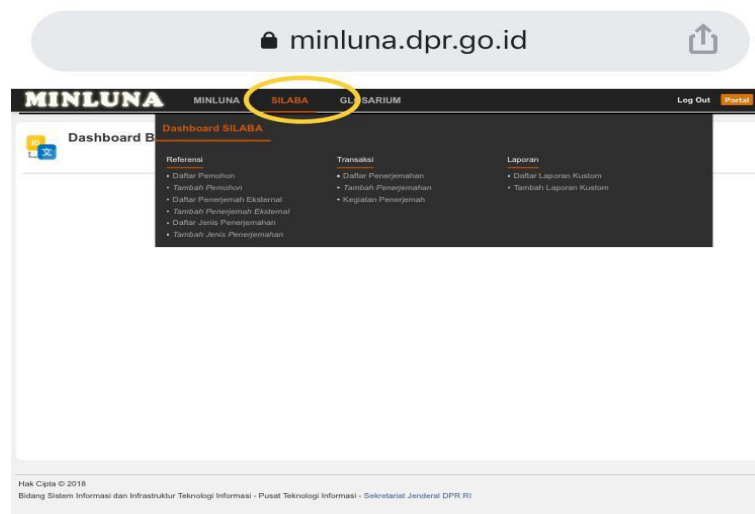 minluna.dpr.go.id
MINLUNA MINLUNA SILABA GLOSARIUM Log Out Portal
Dashboard B
Dashboard SILABA
Referensi
• Daftar Pemohon
• Tambah Pemohon
• Daftar Penerjemah Eksternal
• Tambah Penerjemah Eksternal
• Daftar Jenis Penerjemahan
• Tambah Jenis Penerjemahan
Transaksi
• Daftar Penerjemahan
• Tambah Penerjemahan
• Kegiatan Penerjemah
Laporan
• Daftar Laporan Kustom
• Tambah Laporan Kustom
Hak Cipta © 2018
Bidang Sistem Informasi dan Infrastruktur Teknologi Informasi - Pusat Teknologi Informasi - Sekretariat Jenderal DPR RI